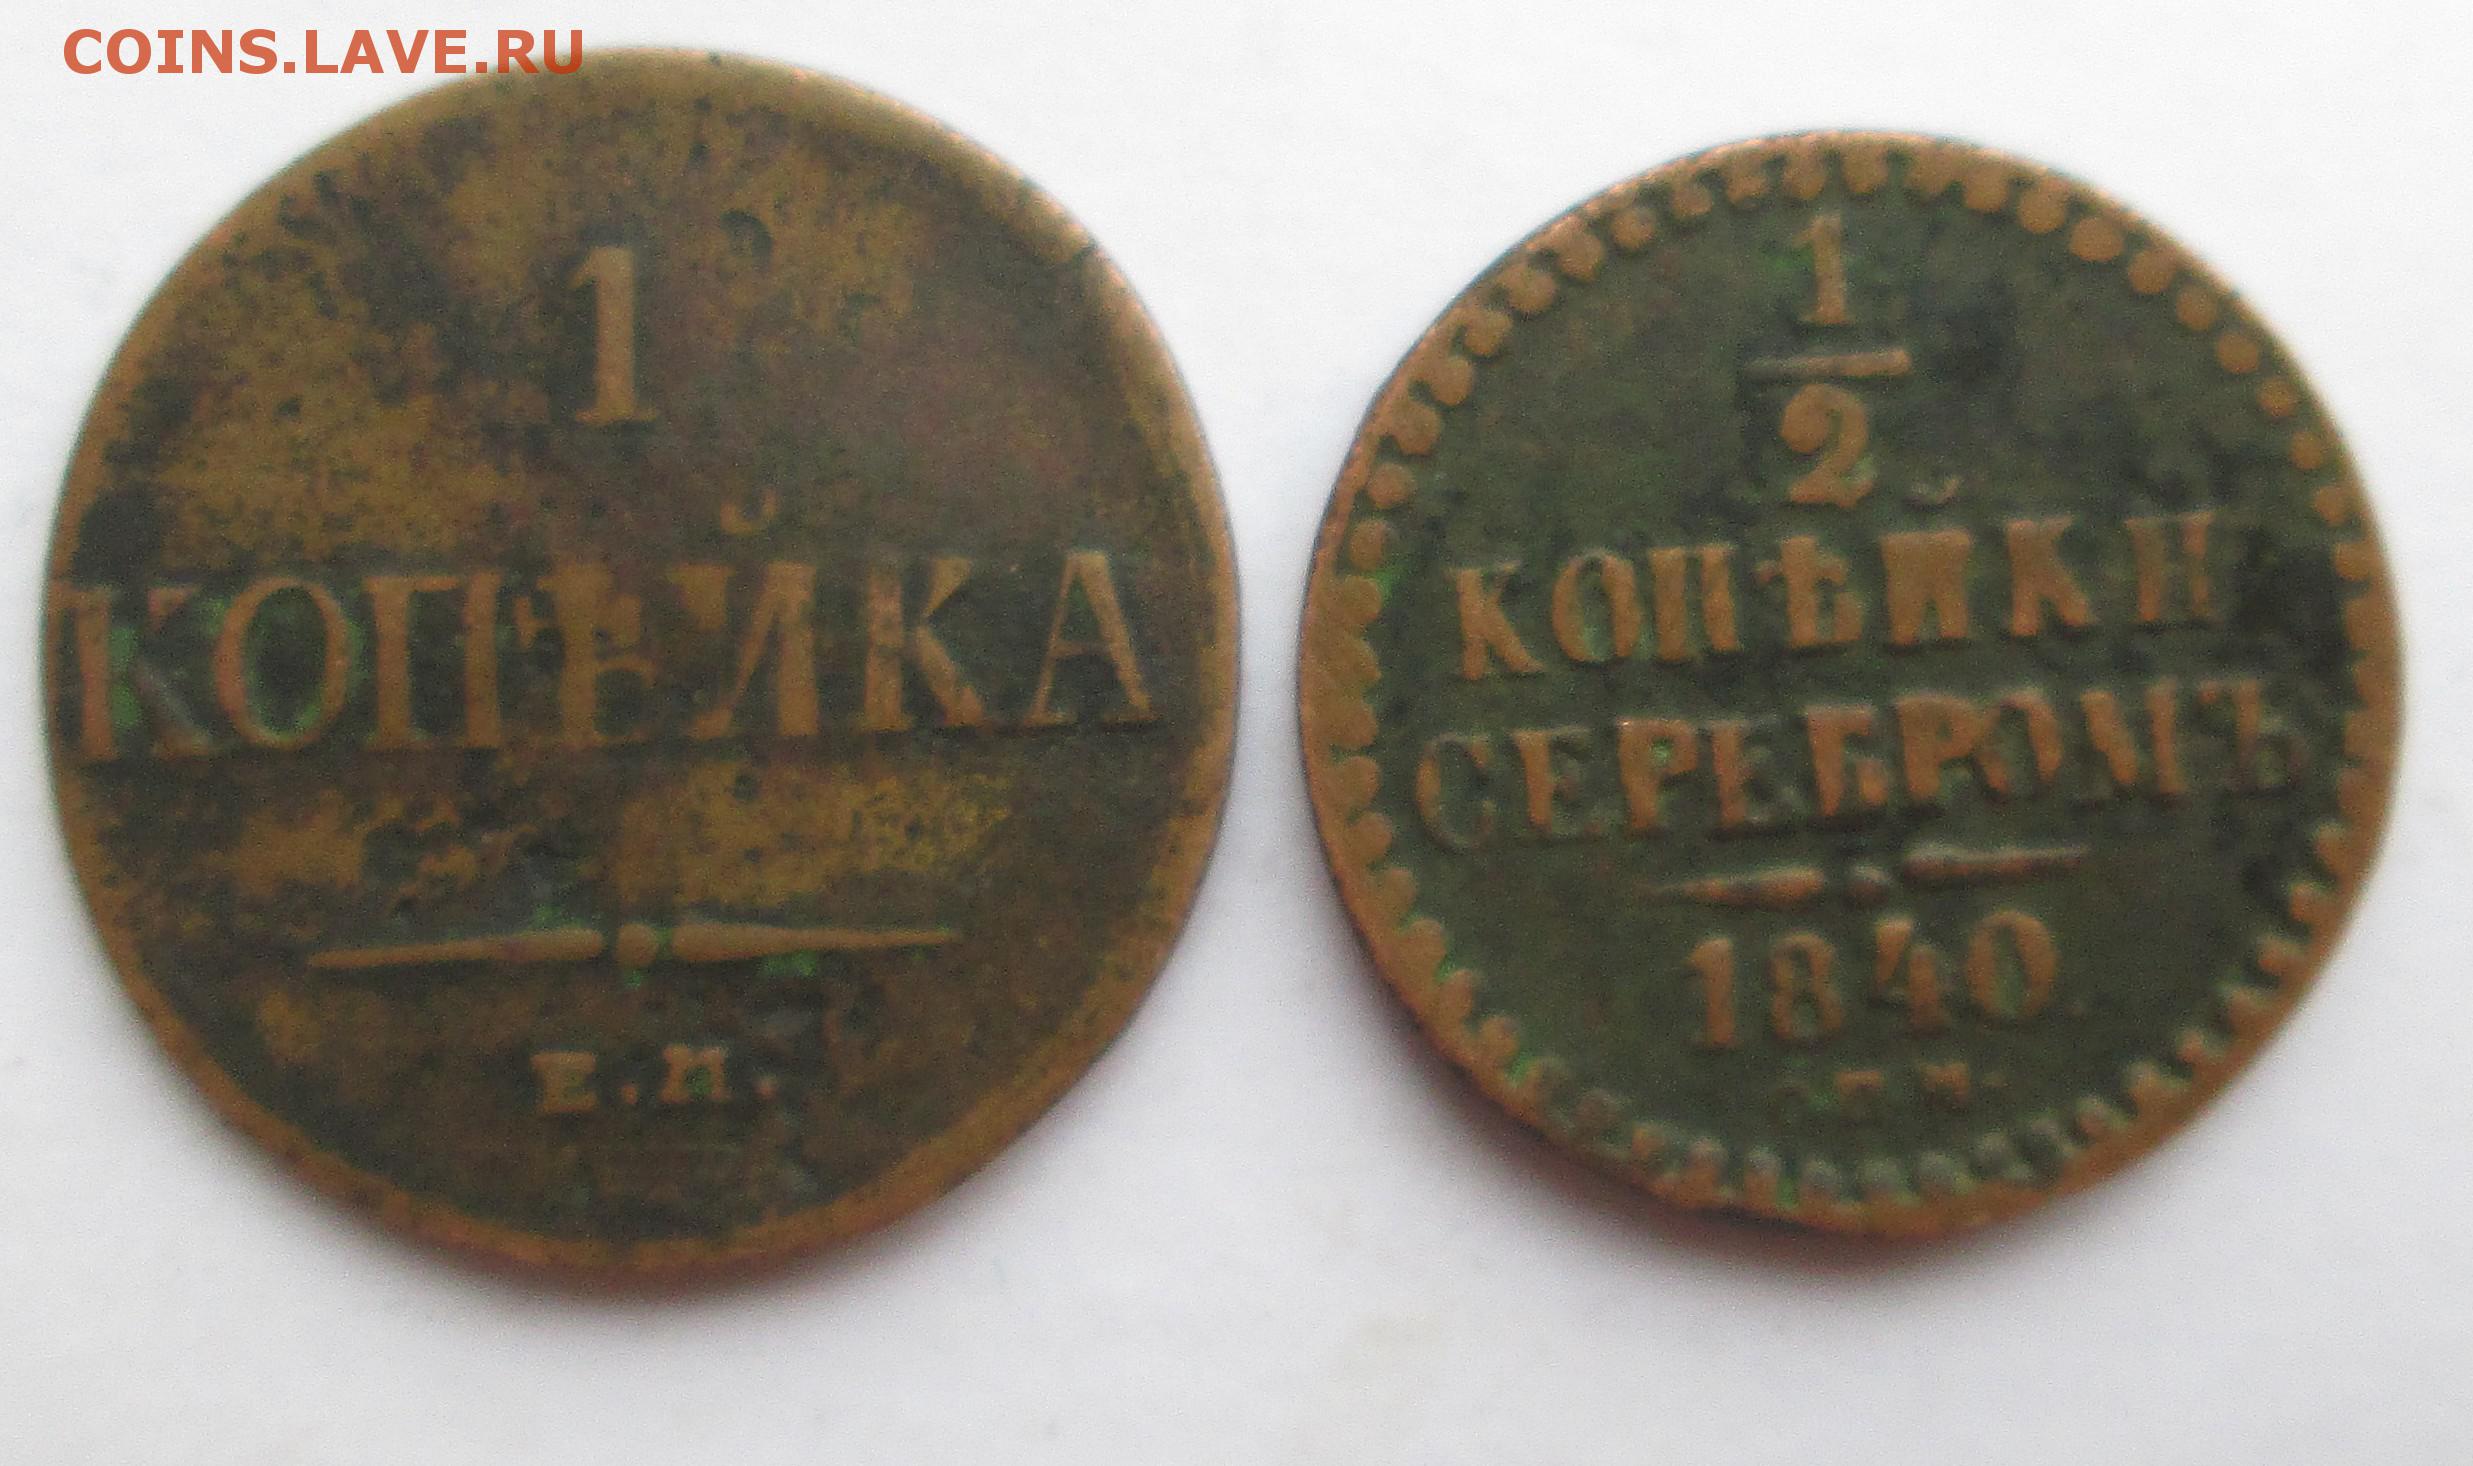 COINS.LAVE.RU
1
КОПѢЙКА
Е.М.
1
2
КОПѢЙКИ
СЕРЕБРОМЪ
1840
С.П.М.